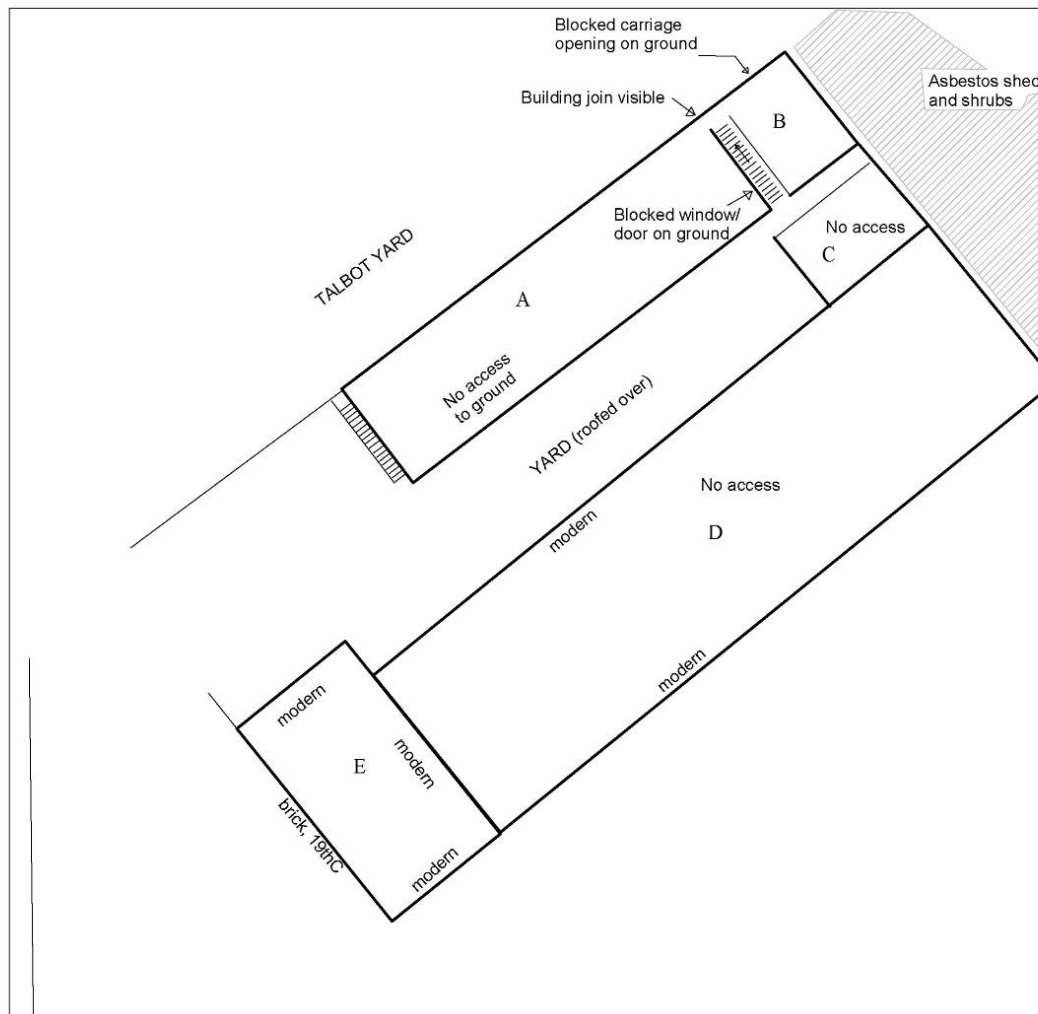 Blocked carriage
opening on ground
Asbestos shed
and shrubs
Building join visible
B
Blocked window/
door on ground
No access
C
TALBOT YARD
A
No access
to ground
YARD (roofed over)
No access
D
modern
modern
modern
modern
E
brick, 19thC
modern